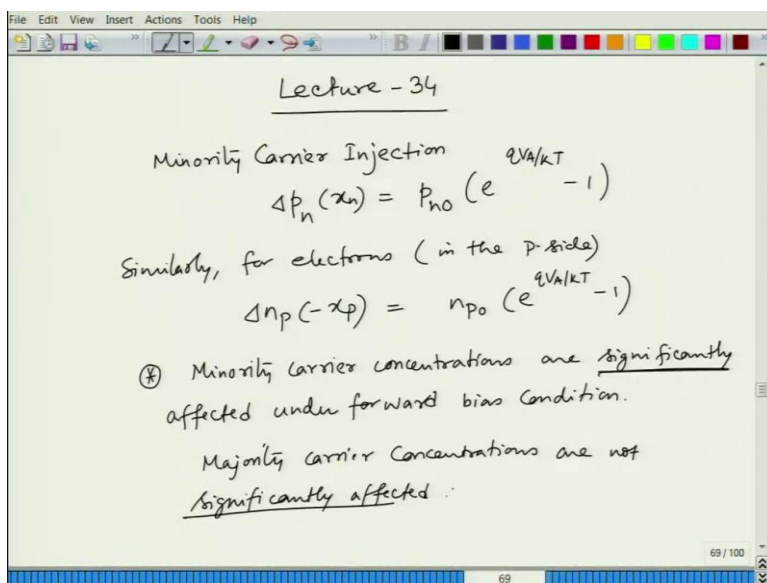 File Edit View Insert Actions Tools Help
Lecture - 34
Minority Carrier Injection
Δpₙ(xₙ) = pₙ₀ (e^(qVA/KT) - 1)
Similarly, for electrons (in the p-side)
Δnₚ(-xₚ) = nₚ₀ (e^(qVA/KT) - 1)
* Minority carrier concentrations are significantly
affected under forward bias condition.
Majority carrier Concentrations are not
significantly affected.
69 / 100
69